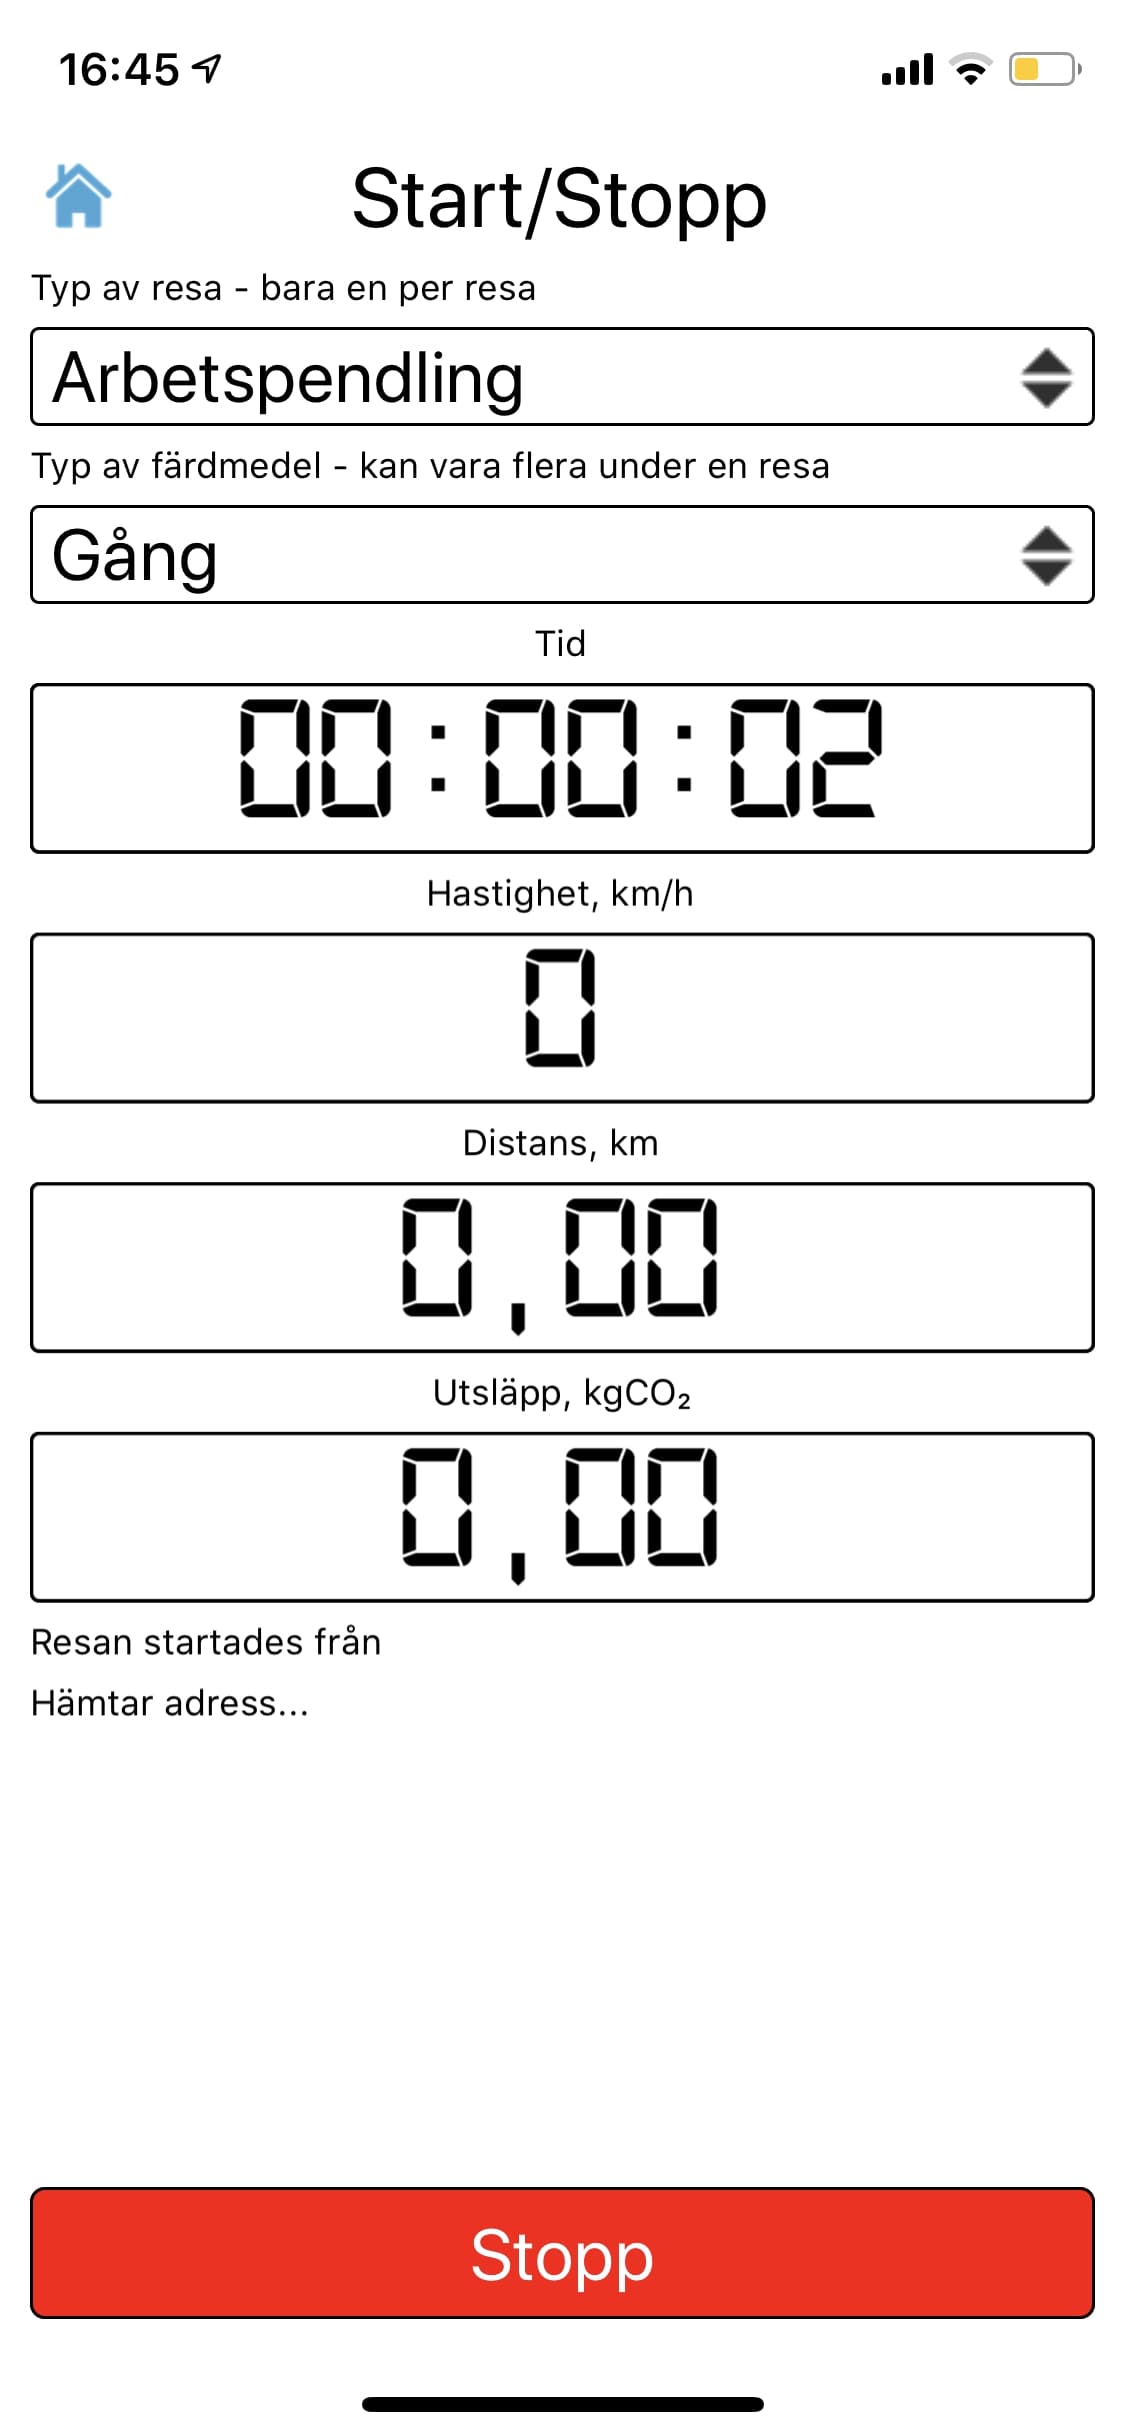 16:45
Start/Stopp
Typ av resa - bara en per resa
Arbetspendling
Typ av färdmedel - kan vara flera under en resa
Gång
Tid
00:00:02
Hastighet, km/h
0
Distans, km
0,00
Utsläpp, kgCO₂
0,00
Resan startades från
Hämtar adress...
Stopp